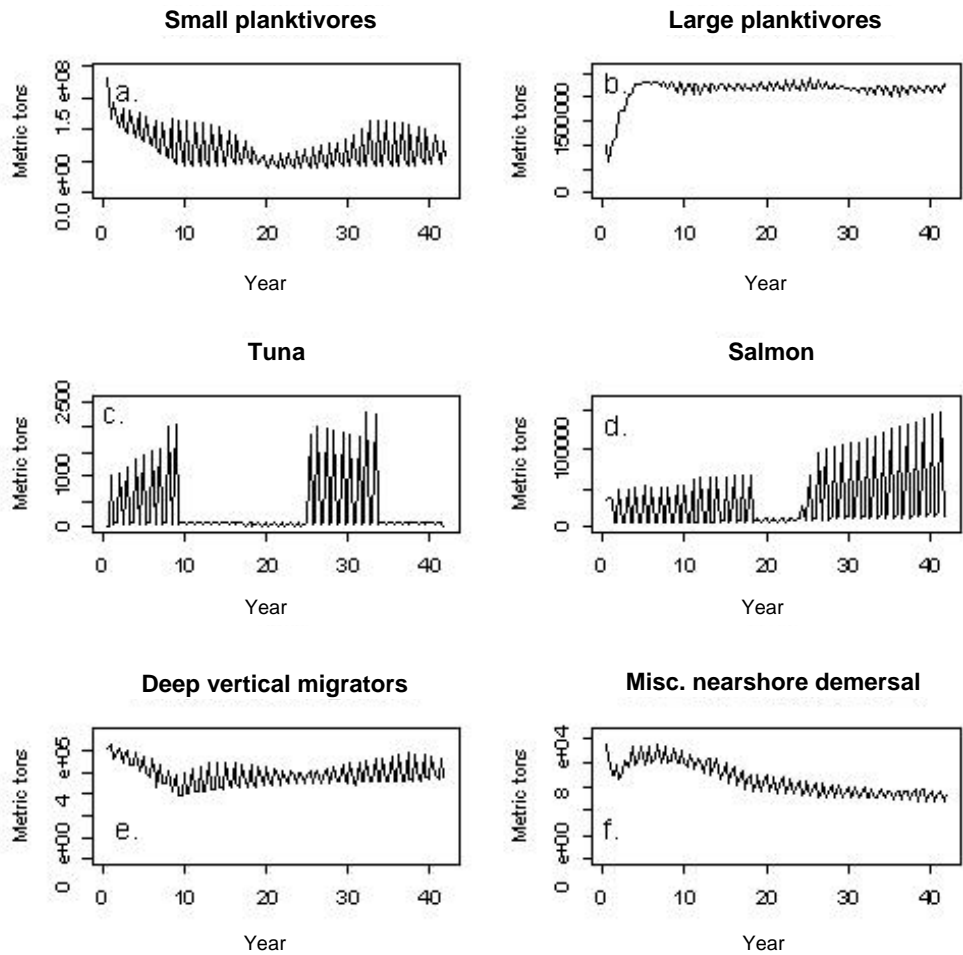 Small planktivores
Metric tons
0.0 e+00 1.5 e+08
a.
0 10 20 30 40
Year
Large planktivores
Metric tons
0 1500000
b.
0 10 20 30 40
Year
Tuna
Metric tons
0 1000 2500
c.
0 10 20 30 40
Year
Salmon
Metric tons
0 100000
d.
0 10 20 30 40
Year
Deep vertical migrators
Metric tons
0 e+00 4 e+05
e.
0 10 20 30 40
Year
Misc. nearshore demersal
Metric tons
0 e+00 8 e+04
f.
0 10 20 30 40
Year